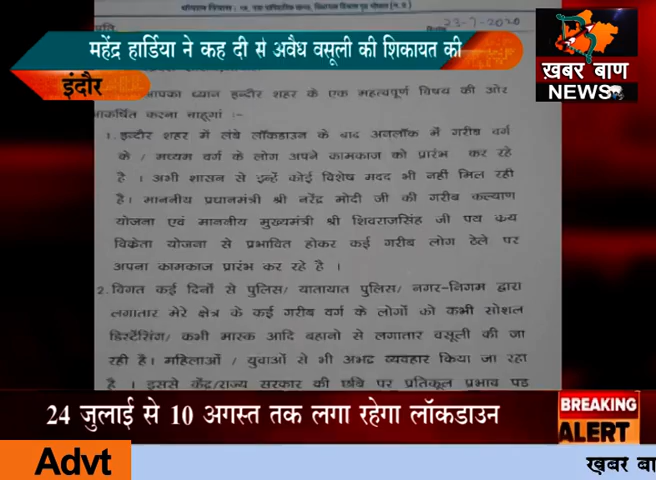 23-7-2020
महेंद्र हार्डिया ने कह दी से अवैध वसूली की शिकायत की
इंदौर
ख़बर बाण
NEWS
आपका ध्यान इन्दौर शहर के एक महत्वपूर्ण विषय की ओर
आकर्षित करना चाहूगां :-
1. इन्दौर शहर में लंबे लॉकडाउन के बाद अनलॉक में गरीब वर्ग
के / मध्यम वर्ग के लोग अपने कामकाज को प्रारंभ कर रहे
है । अभी शासन से इन्हें कोई विशेष मदद भी नही मिल रही
है । माननीय प्रधानमंत्री श्री नरेंद्र मोदी जी की गरीब कल्याण
योजना एवं माननीय मुख्यमंत्री श्री शिवराजसिंह जी पथ क्रय
विक्रेता योजना से प्रभावित होकर कई गरीब लोग ठेले पर
अपना कामकाज प्रारंभ कर रहे है ।
2. विगत कई दिनों से पुलिस/ यातायात पुलिस/ नगर-निगम द्वारा
लगातार मेरे क्षेत्र के कई गरीब वर्ग के लोगों को कभी सोशल
डिस्टेंसिंग/ कभी मास्क आदि बहानो से लगातार वसूली की जा
रही है। महिलाओं / युवाओं से भी अभद्र व्यवहार किया जा रहा
है । इससे केंद्र/राज्य सरकार की छबि पर प्रतिकूल प्रभाव पड
24 जुलाई से 10 अगस्त तक लगा रहेगा लॉकडाउन
BREAKING
ALERT
Advt
ख़बर बा